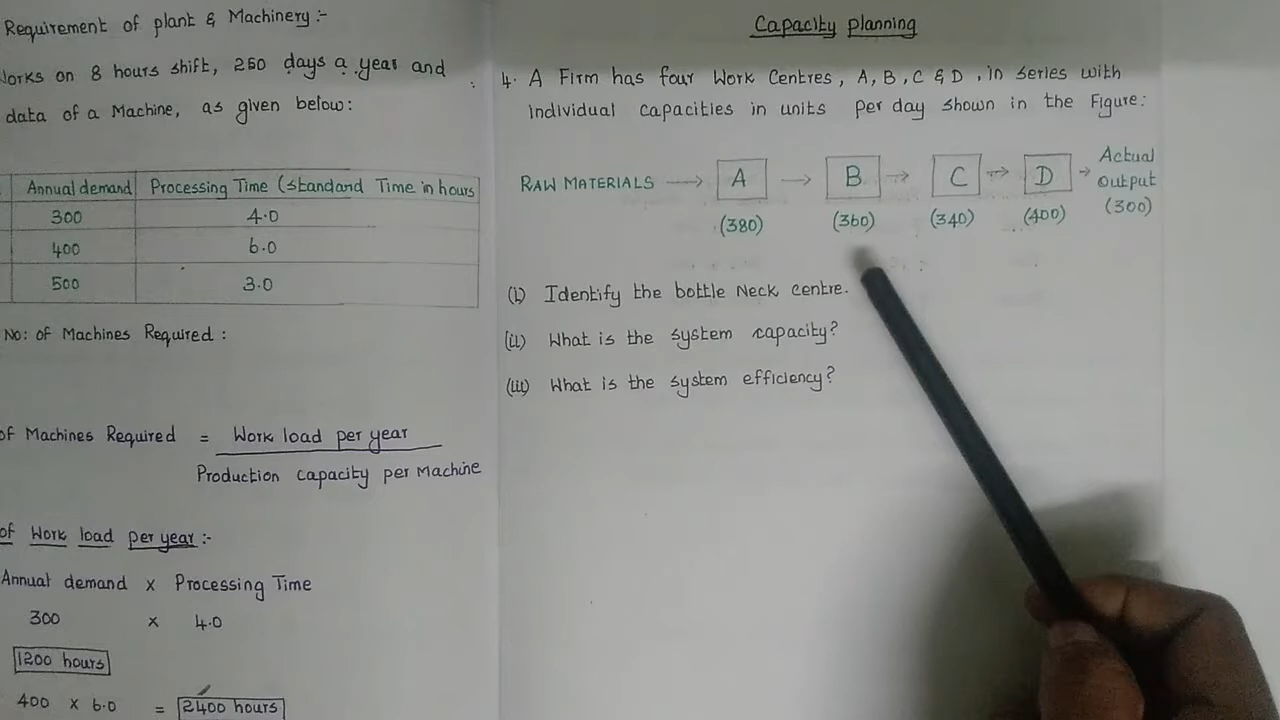 Requirement of plant & Machinery :-
Works on 8 hours shift, 250 days a year and
data of a Machine, as given below:
Annual demand Processing Time (standard Time in hours
300 4.0
400 6.0
500 3.0
No: of Machines Required :
of Machines Required = Work load per year
Production capacity per Machine
of Work load per year :-
Annual demand x Processing Time
300 x 4.0
1200 hours
400 x 6.0 = 2400 hours
Capacity planning
4. A Firm has four Work Centres, A, B, C & D, in series with
individual capacities in units per day shown in the Figure:
RAW MATERIALS → A → B → C → D → Actual Output (300)
(380) (360) (340) (400)
(i) Identify the bottle Neck centre.
(ii) What is the system capacity?
(iii) What is the system efficiency?